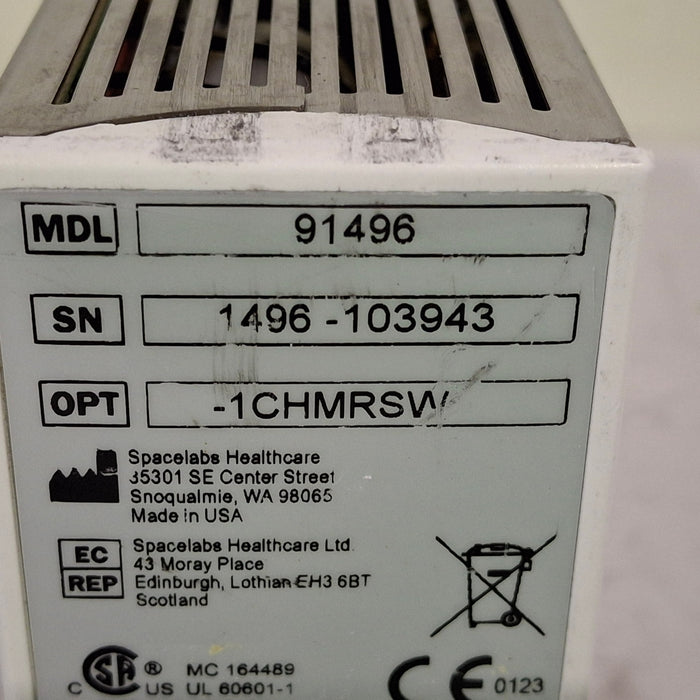 MDL 91496
SN 1496 -103943
OPT -1CHMRSW
Spacelabs Healthcare
35301 SE Center Street
Snoqualmie, WA 98065
Made in USA
EC REP
Spacelabs Healthcare Ltd.
43 Moray Place
Edinburgh, Lothian EH3 6BT
Scotland
C SA ® US MC 164489
UL 60601-1
CE 0123